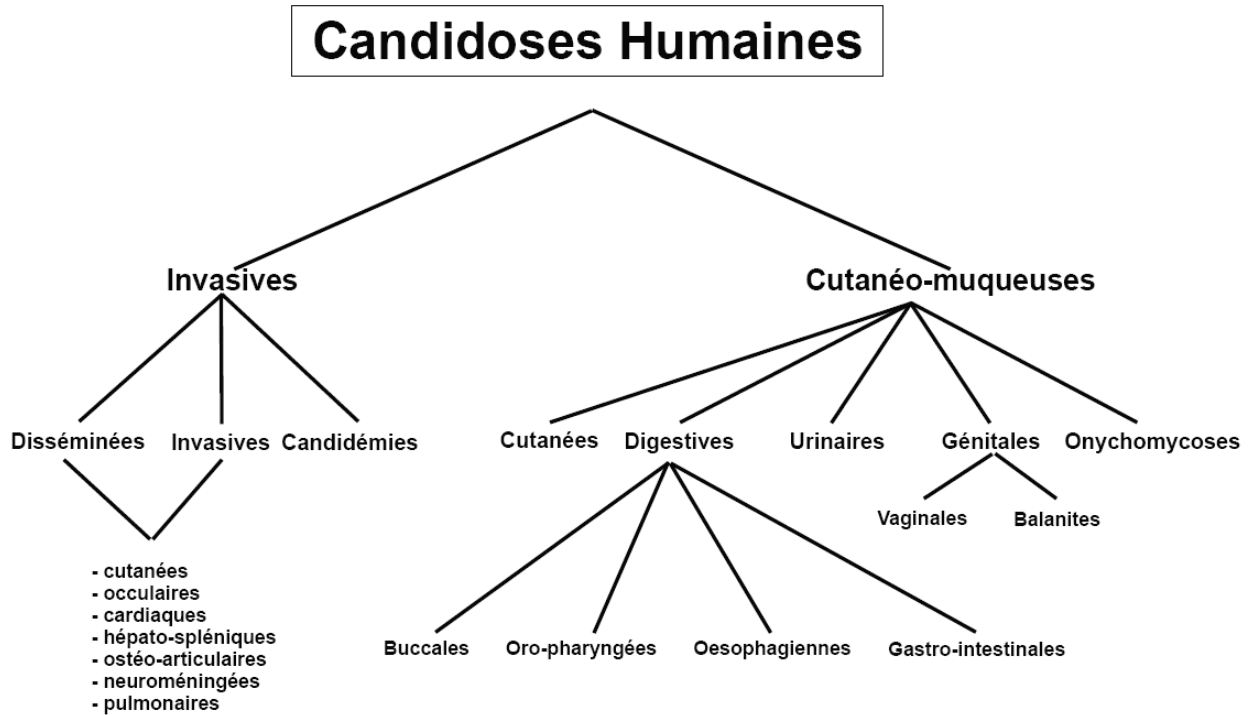 Candidoses Humaines
Invasives
Cutanéo-muqueuses
Disséminées
Invasives
Candidémies
Cutanées
Digestives
Urinaires
Génitales
Onychomycoses
Vaginales
Balanites
- cutanées
- occulaires
- cardiaques
- hépato-spléniques
- ostéo-articulaires
- neuroméningées
- pulmonaires
Buccales
Oro-pharyngées
Oesophagiennes
Gastro-intestinales